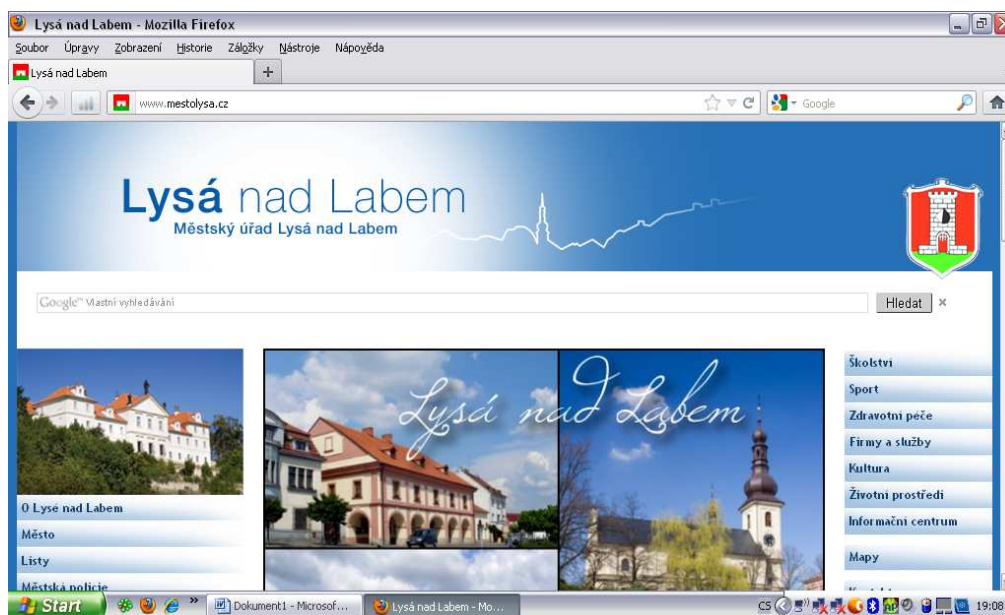 Lysá nad Labem - Mozilla Firefox
Soubor Úpravy Zobrazení Historie Záložky Nástroje Nápověda
Lysá nad Labem +
www.mestolysa.cz Google
Lysá nad Labem
Městský úřad Lysá nad Labem
Google™ Vlastní vyhledávání Hledat ×
Lysá nad Labem
O Lysé nad Labem
Město
Listy
Městská policie
Školství
Sport
Zdravotní péče
Firmy a služby
Kultura
Životní prostředí
Informační centrum
Mapy
Start » Dokument1 - Microsof... Lysá nad Labem - Mo... CS 19:08